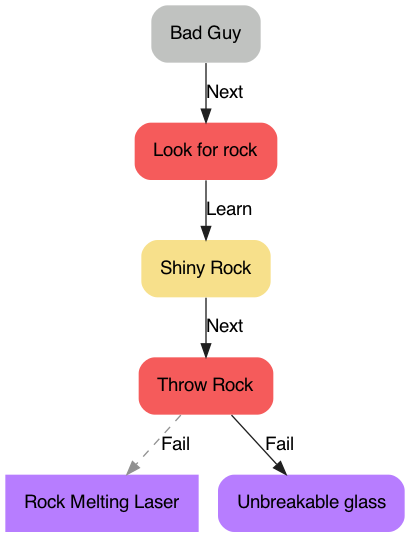 Bad Guy
Next
Look for rock
Learn
Shiny Rock
Next
Throw Rock
Fail
Fail
Rock Melting Laser
Unbreakable glass